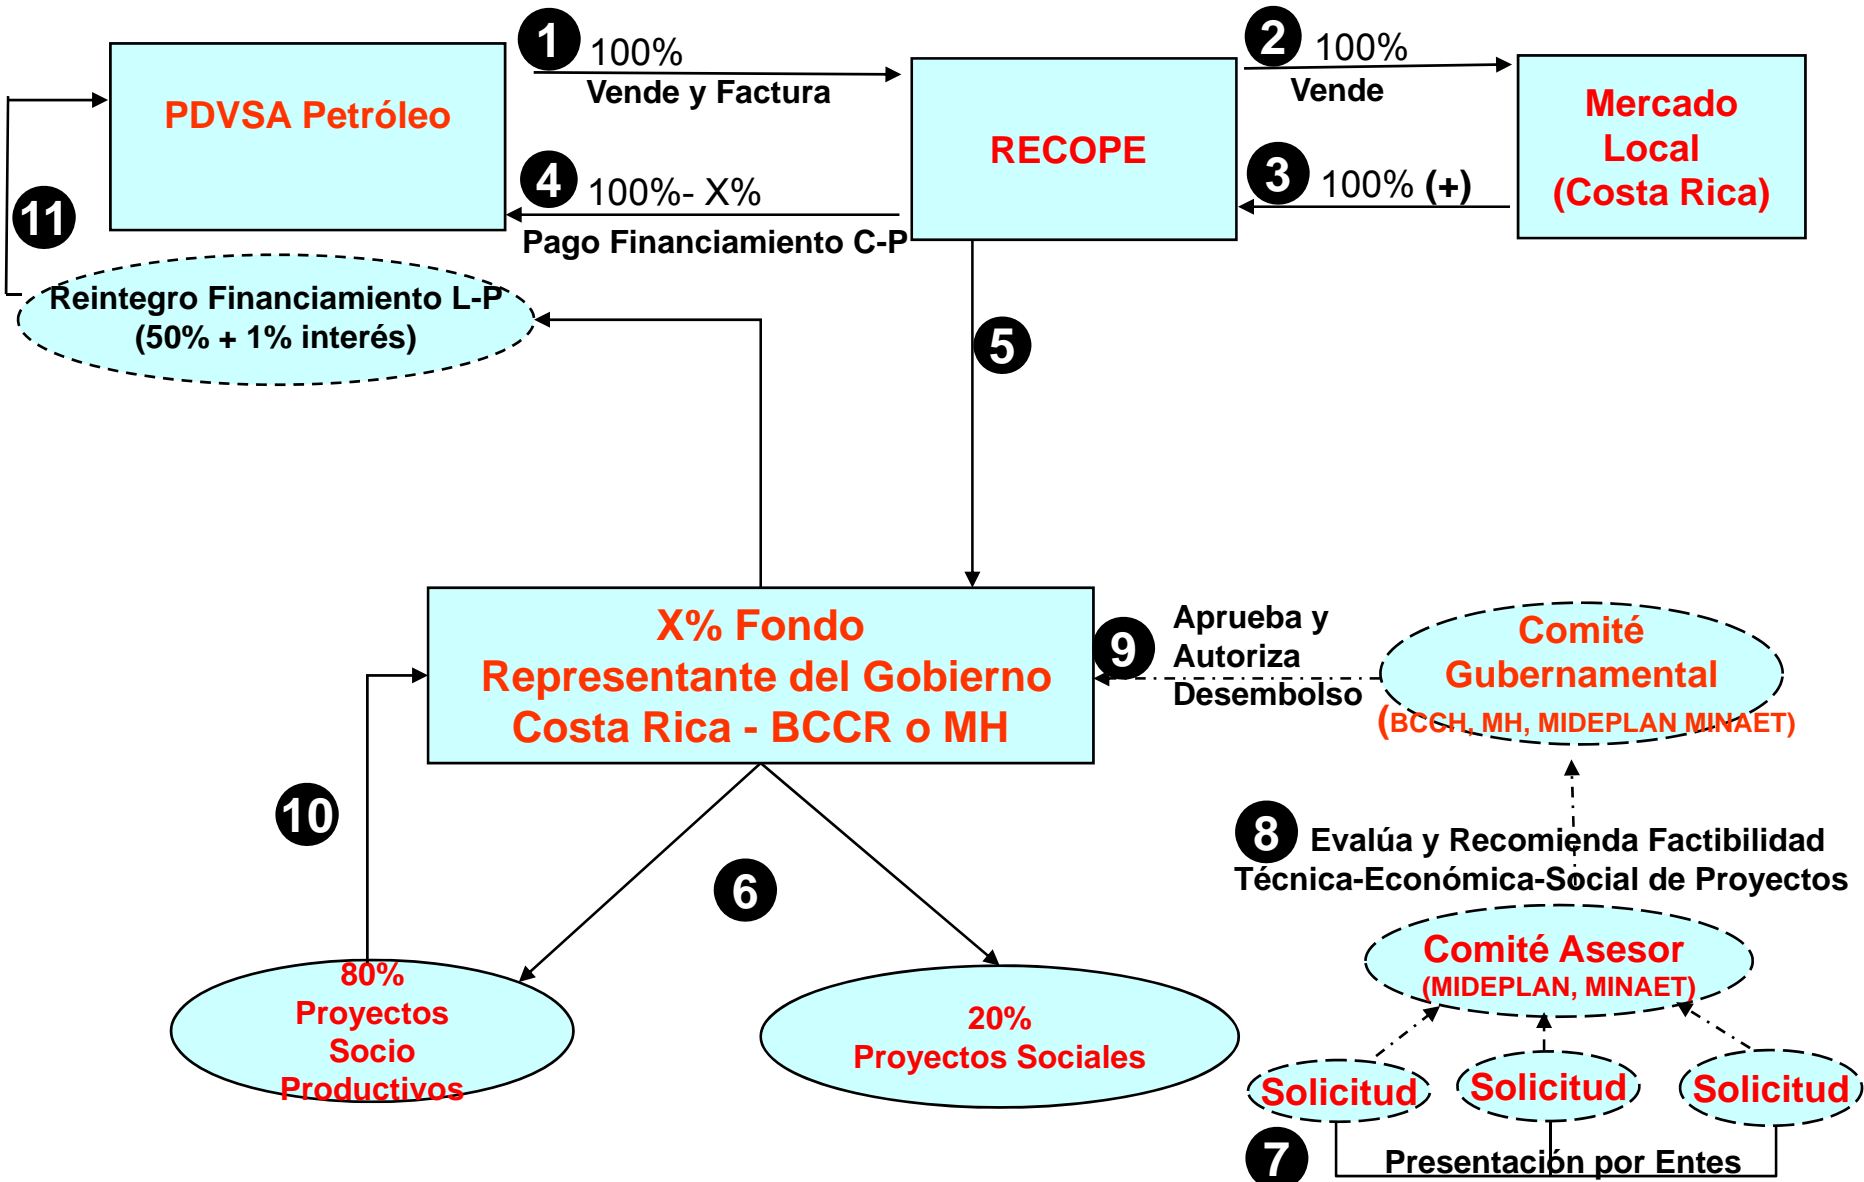 1
100%
Vende y Factura
2
100%
Vende
PDVSA Petróleo
RECOPE
Mercado
Local
(Costa Rica)
4
100%- X%
Pago Financiamiento C-P
3
100% (+)
11
Reintegro Financiamiento L-P
(50% + 1% interés)
5
X% Fondo
Representante del Gobierno
Costa Rica - BCCR o MH
9
Aprueba y
Autoriza
Desembolso
Comité
Gubernamental
(BCCH, MH, MIDEPLAN MINAET)
10
6
8
Evalúa y Recomienda Factibilidad
Técnica-Económica-Social de Proyectos
Comité Asesor
(MIDEPLAN, MINAET)
80%
Proyectos
Socio
Productivos
20%
Proyectos Sociales
Solicitud
Solicitud
Solicitud
7
Presentación por Entes